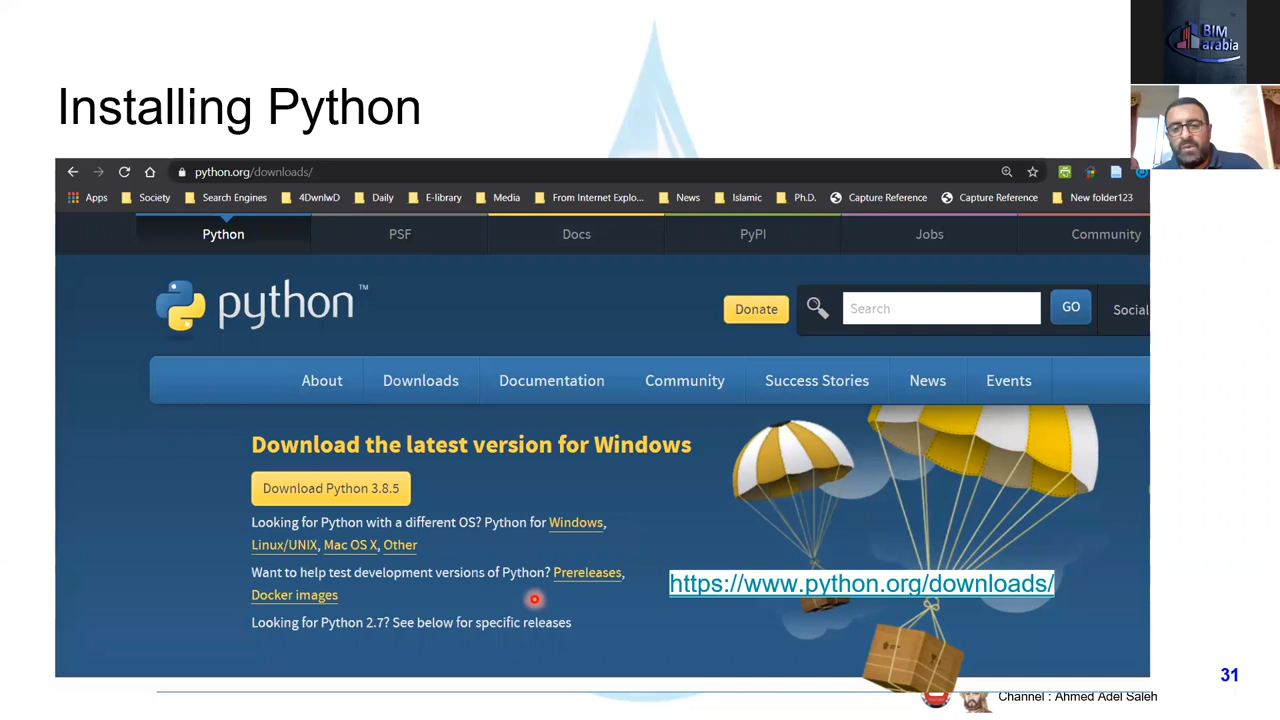 BIM
arabia
Installing Python
python.org/downloads/
Apps Society Search Engines 4DwnlwD Daily E-library Media From Internet Explo... News Islamic Ph.D. Capture Reference Capture Reference New folder123
Python PSF Docs PyPI Jobs Community
python™
Donate Search GO Social
About Downloads Documentation Community Success Stories News Events
Download the latest version for Windows
Download Python 3.8.5
Looking for Python with a different OS? Python for Windows,
Linux/UNIX, Mac OS X, Other
Want to help test development versions of Python? Prereleases,
Docker images
https://www.python.org/downloads/
Looking for Python 2.7? See below for specific releases
31
Channel : Ahmed Adel Saleh